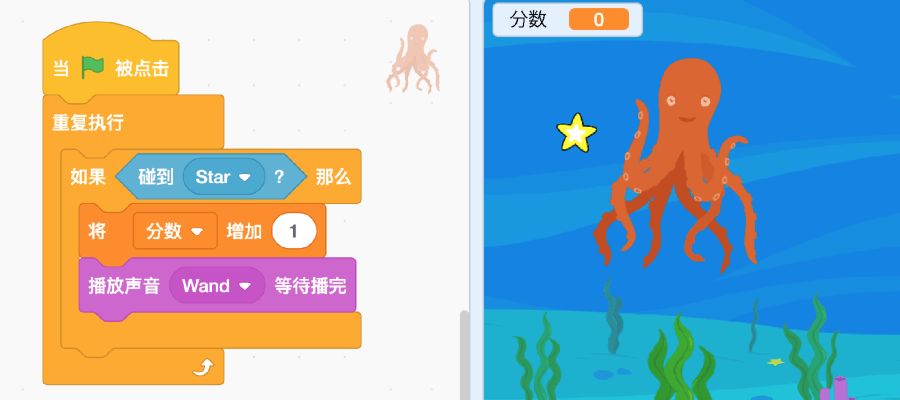 当 被点击
重复执行
如果 碰到 Star ? 那么
将 分数 增加 1
播放声音 Wand 等待播完
分数 0